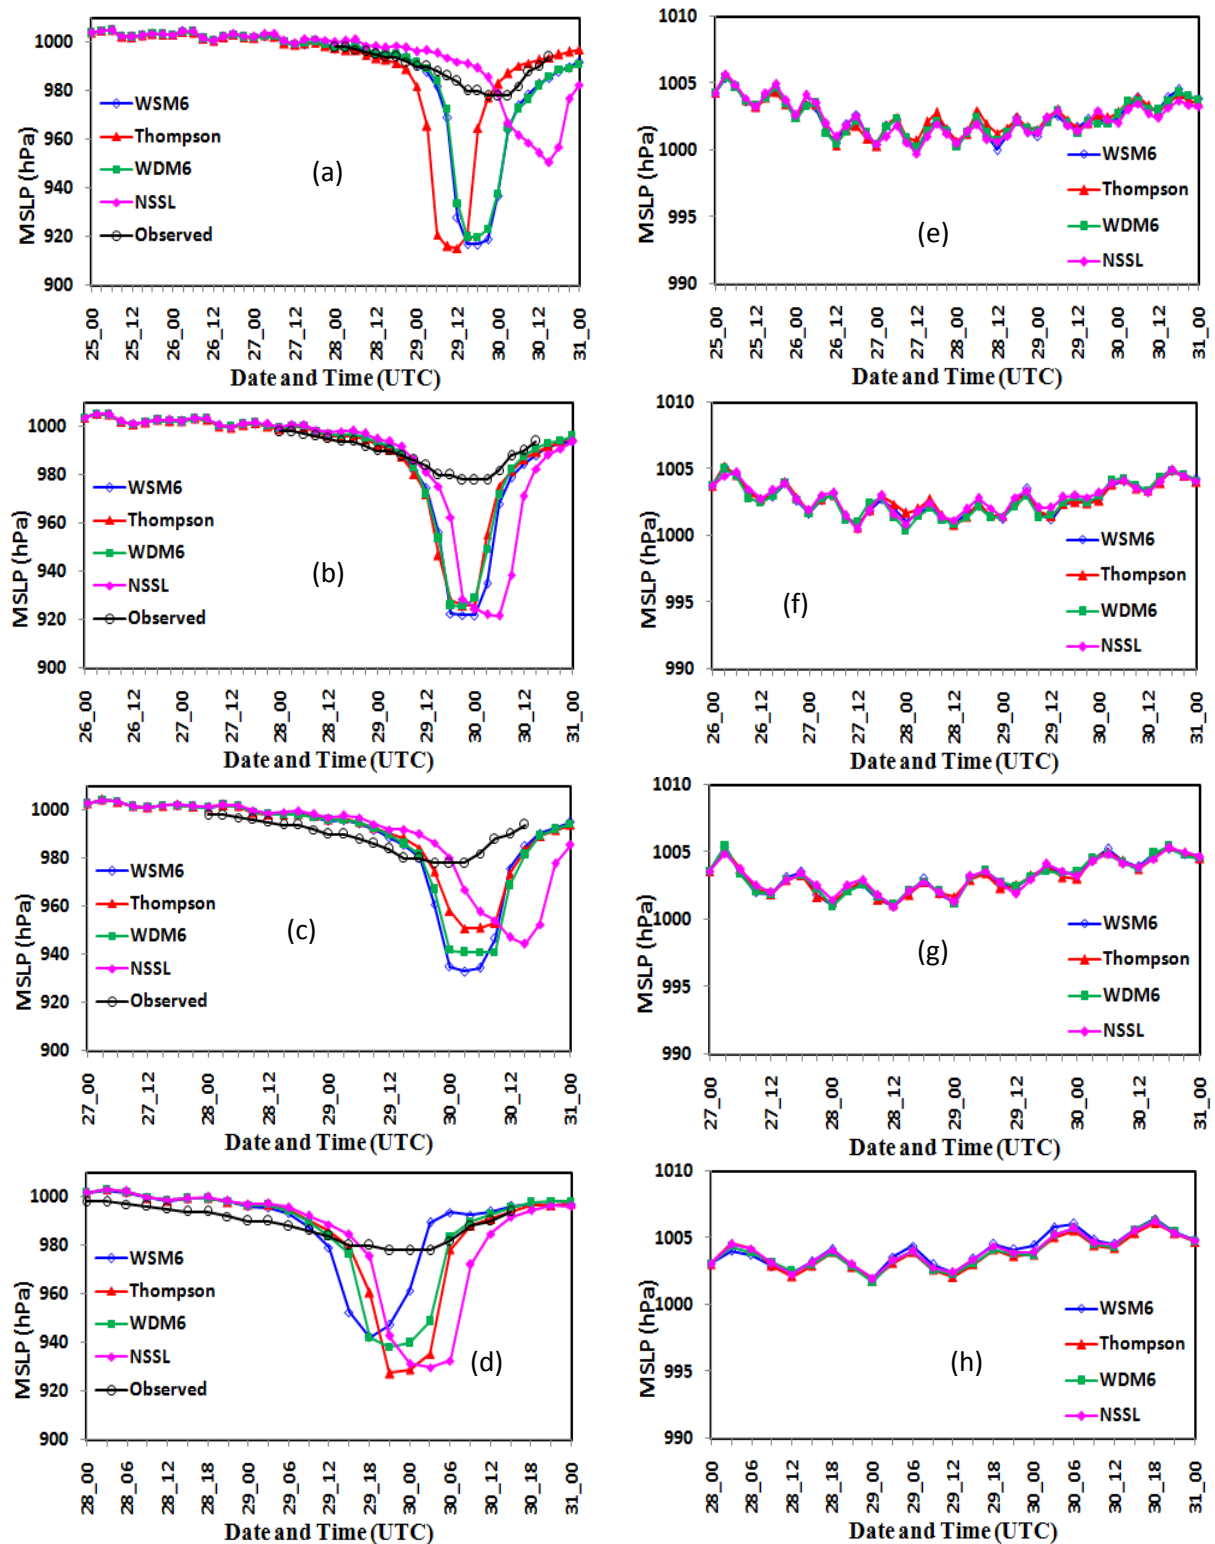 MSLP (hPa)
1000
980
960
940
920
900
WSM6
Thompson
WDM6
NSSL
Observed
(a)
25_00 25_12 26_00 26_12 27_00 27_12 28_00 28_12 29_00 29_12 30_00 30_12 31_00
Date and Time (UTC)
MSLP (hPa)
1010
1005
1000
995
990
WSM6
Thompson
WDM6
NSSL
(e)
25_00 25_12 26_00 26_12 27_00 27_12 28_00 28_12 29_00 29_12 30_00 30_12 31_00
Date and Time (UTC)
MSLP (hPa)
1000
980
960
940
920
900
WSM6
Thompson
WDM6
NSSL
Observed
(b)
26_00 26_12 27_00 27_12 28_00 28_12 29_00 29_12 30_00 30_12 31_00
Date and Time (UTC)
MSLP (hPa)
1010
1005
1000
995
990
WSM6
Thompson
WDM6
NSSL
(f)
26_00 26_12 27_00 27_12 28_00 28_12 29_00 29_12 30_00 30_12 31_00
Date and Time (UTC)
MSLP (hPa)
1000
980
960
940
920
900
WSM6
Thompson
WDM6
NSSL
Observed
(c)
27_00 27_12 28_00 28_12 29_00 29_12 30_00 30_12 31_00
Date and Time (UTC)
MSLP (hPa)
1010
1005
1000
995
990
WSM6
Thompson
WDM6
NSSL
(g)
27_00 27_12 28_00 28_12 29_00 29_12 30_00 30_12 31_00
Date and Time (UTC)
MSLP (hPa)
1000
980
960
940
920
900
WSM6
Thompson
WDM6
NSSL
Observed
(d)
28_00 28_06 28_12 28_18 29_00 29_06 29_12 29_18 30_00 30_06 30_12 30_18 31_00
Date and Time (UTC)
MSLP (hPa)
1010
1005
1000
995
990
WSM6
Thompson
WDM6
NSSL
(h)
28_00 28_06 28_12 28_18 29_00 29_06 29_12 29_18 30_00 30_06 30_12 30_18 31_00
Date and Time (UTC)